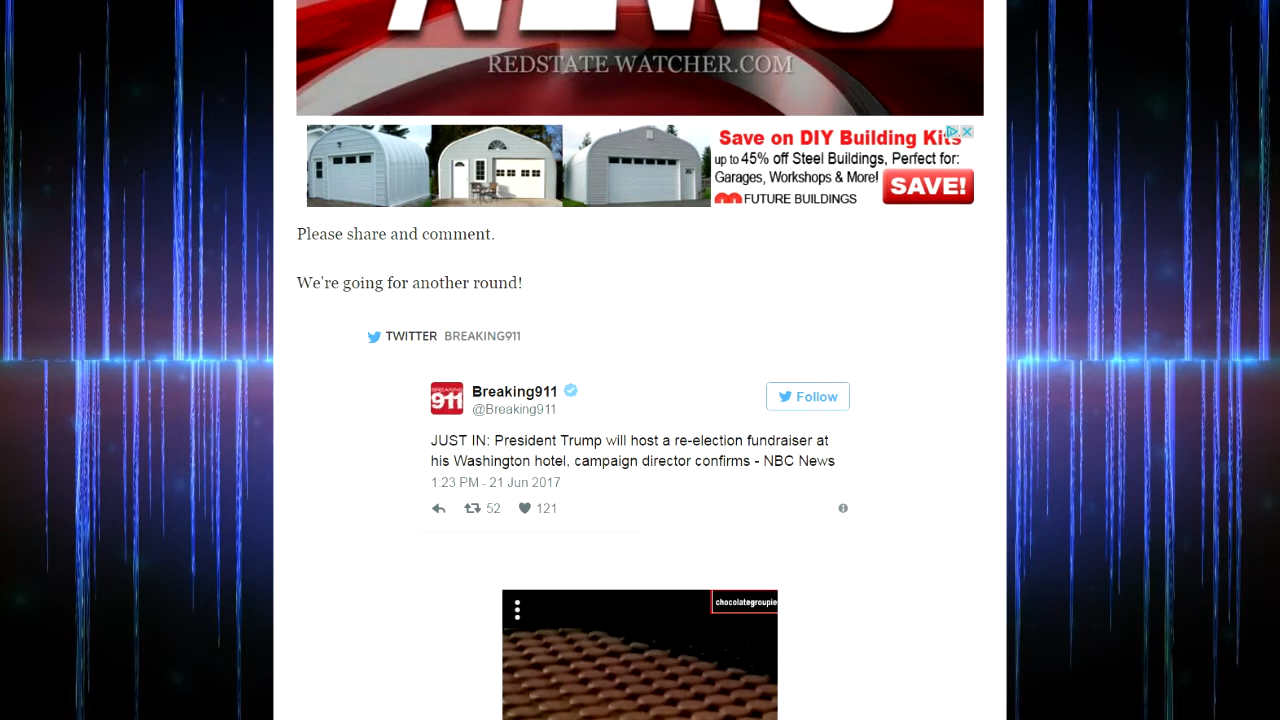 NEWS
REDSTATE WATCHER.COM
Save on DIY Building Kits
up to 45% off Steel Buildings, Perfect for:
Garages, Workshops & More!
SAVE!
FUTURE BUILDINGS
Please share and comment.
We're going for another round!
TWITTER BREAKING911
BREAKING
911
Breaking911
@Breaking911
Follow
JUST IN: President Trump will host a re-election fundraiser at
his Washington hotel, campaign director confirms - NBC News
1:23 PM - 21 Jun 2017
52 121
chocolategroupie